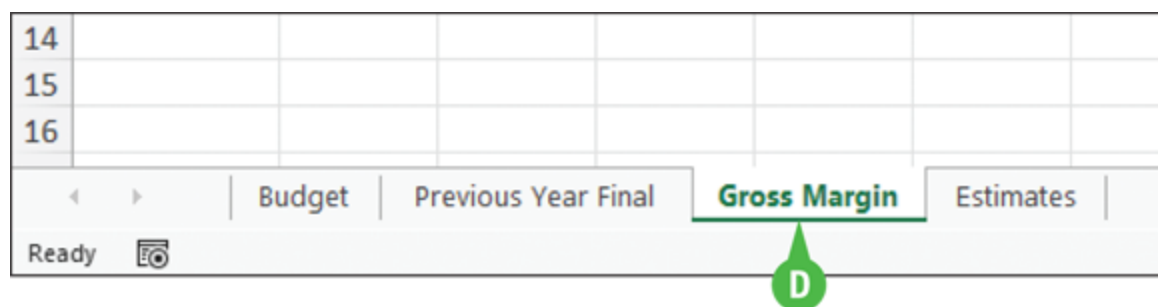 14
15
16
Budget Previous Year Final Gross Margin Estimates
Ready
D